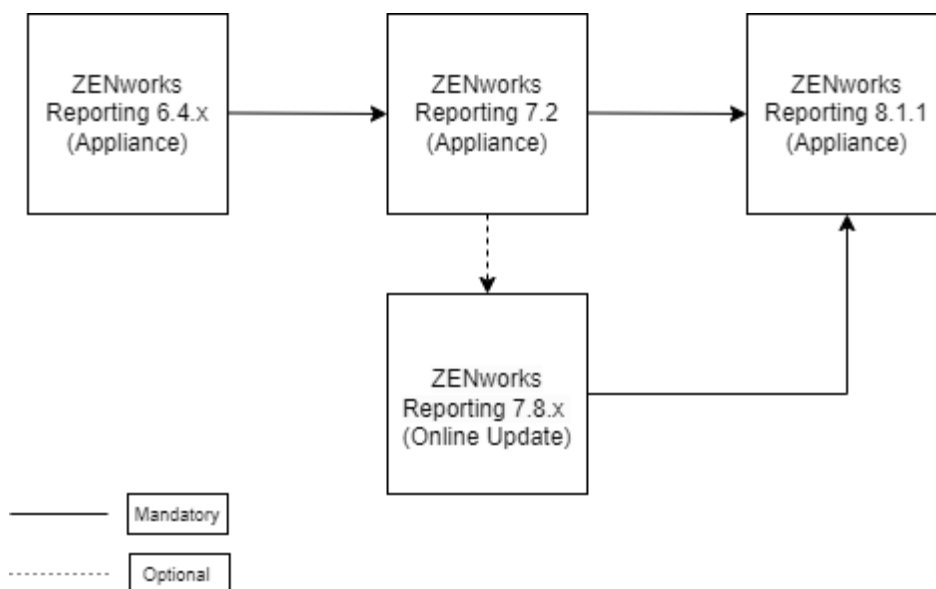 ZENworks
Reporting 6.4.x
(Appliance)
ZENworks
Reporting 7.2
(Appliance)
ZENworks
Reporting 8.1.1
(Appliance)
ZENworks
Reporting 7.8.x
(Online Update)
Mandatory
Optional